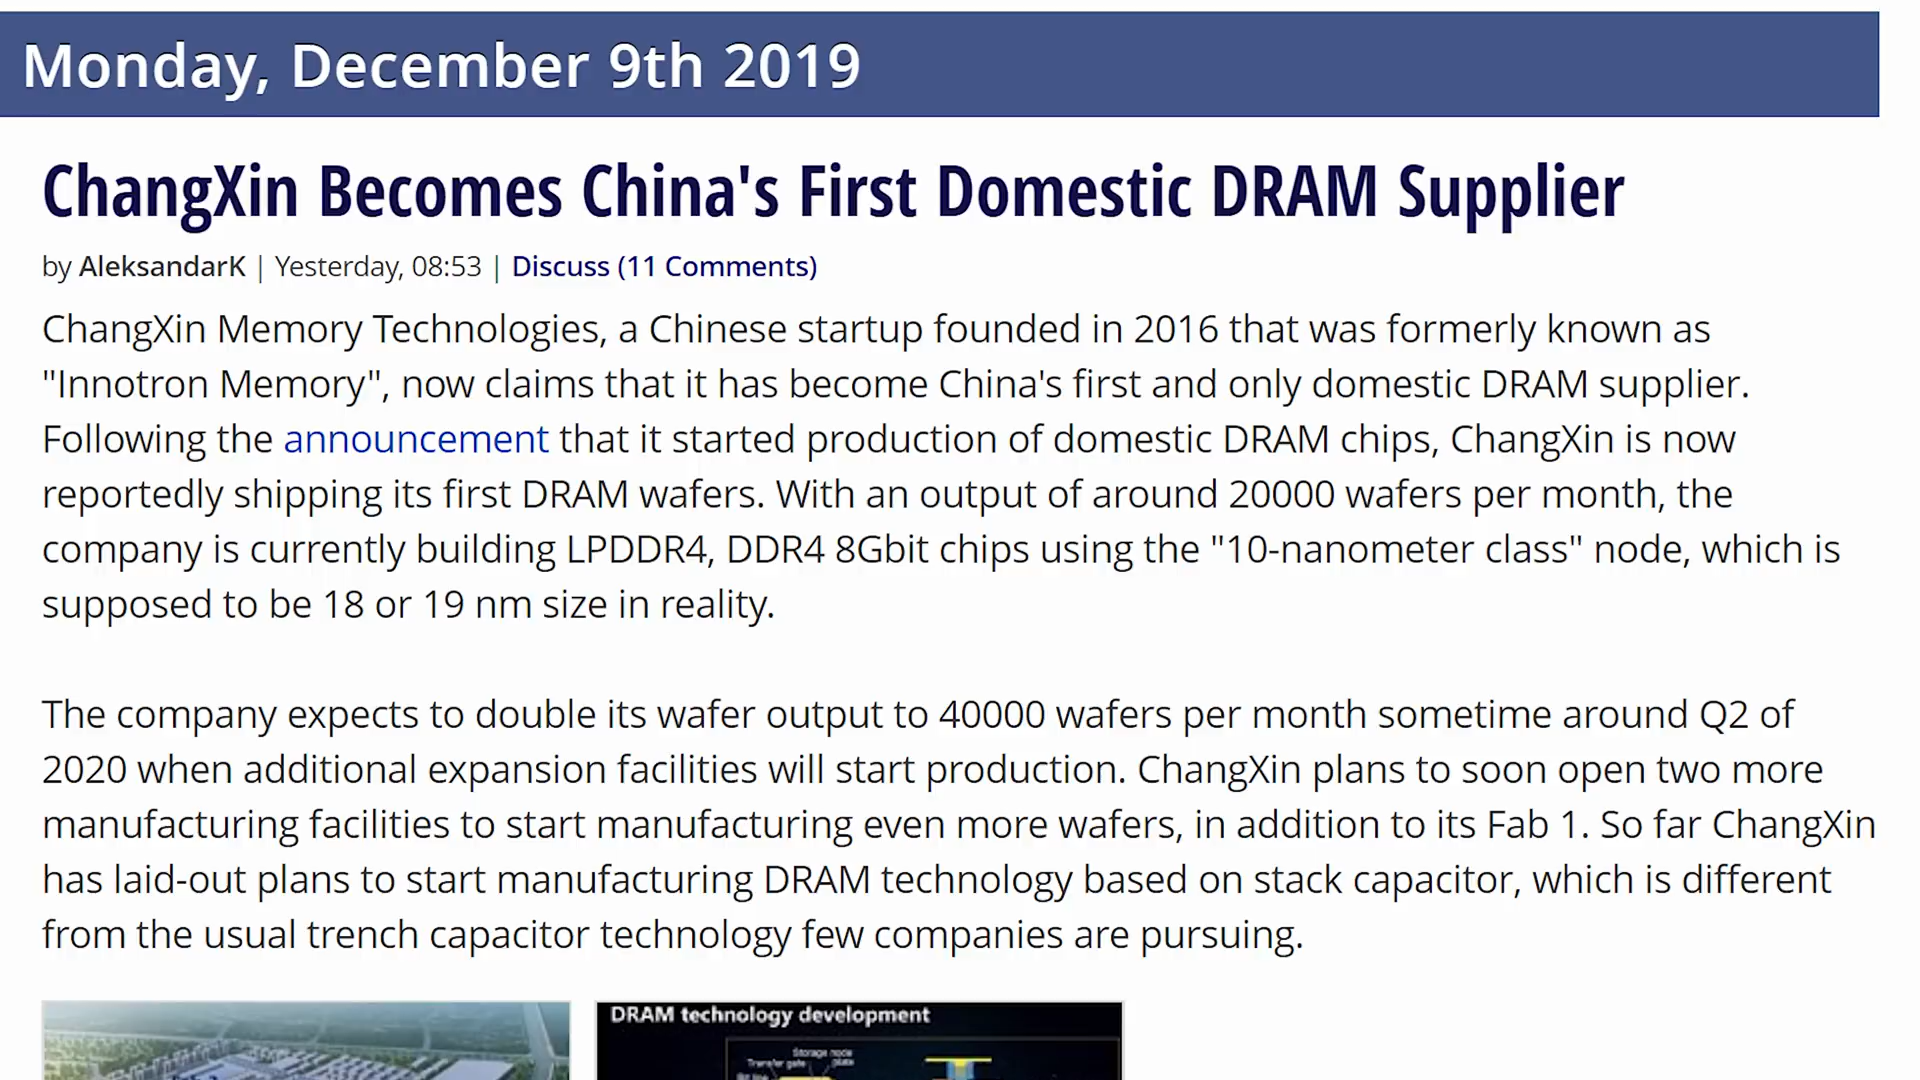 Monday, December 9th 2019
ChangXin Becomes China's First Domestic DRAM Supplier
by AleksandarK | Yesterday, 08:53 | Discuss (11 Comments)
ChangXin Memory Technologies, a Chinese startup founded in 2016 that was formerly known as
"Innotron Memory", now claims that it has become China's first and only domestic DRAM supplier.
Following the announcement that it started production of domestic DRAM chips, ChangXin is now
reportedly shipping its first DRAM wafers. With an output of around 20000 wafers per month, the
company is currently building LPDDR4, DDR4 8Gbit chips using the "10-nanometer class" node, which is
supposed to be 18 or 19 nm size in reality.
The company expects to double its wafer output to 40000 wafers per month sometime around Q2 of
2020 when additional expansion facilities will start production. ChangXin plans to soon open two more
manufacturing facilities to start manufacturing even more wafers, in addition to its Fab 1. So far ChangXin
has laid-out plans to start manufacturing DRAM technology based on stack capacitor, which is different
from the usual trench capacitor technology few companies are pursuing.
DRAM technology development
Storage node
Transfer gate
Plate
Bit line